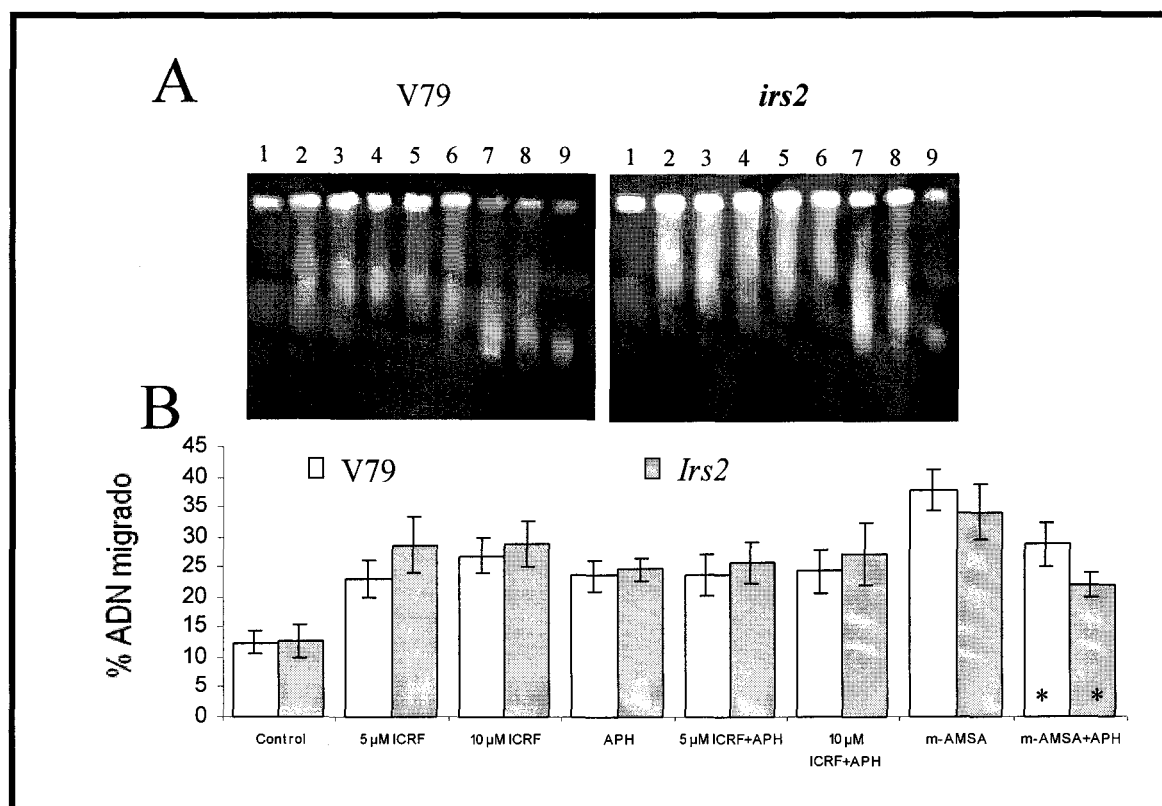 A
V79 irs2
1 2 3 4 5 6 7 8 9 1 2 3 4 5 6 7 8 9
B
% ADN migrado
45
40
35
30
25
20
15
10
5
0
V79 Irs2
* *
Control 5 µM ICRF 10 µM ICRF APH 5 µM ICRF+APH 10 µM m-AMSA m-AMSA+APH
ICRF+APH